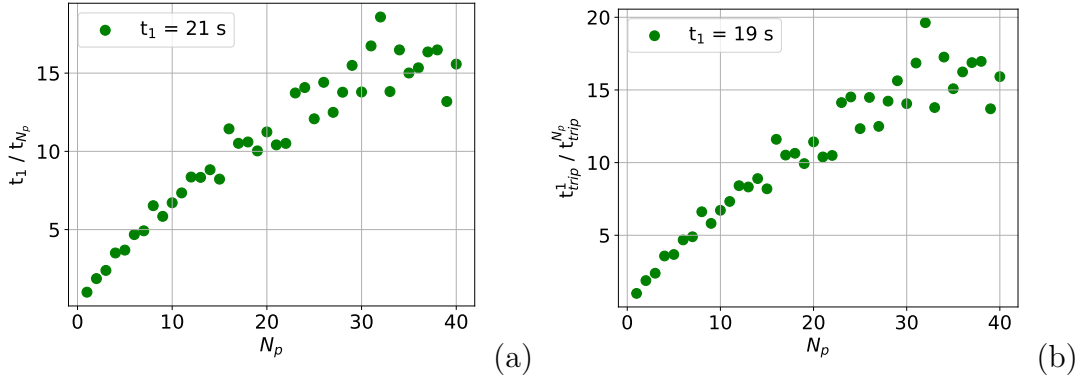 t₁ = 21 s
15
10
5
t₁ / t_{N_p}
0 10 20 30 40
N_p
(a)
t₁ = 19 s
20
15
10
5
t¹_{trip} / t^{N_p}_{trip}
0 10 20 30 40
N_p
(b)